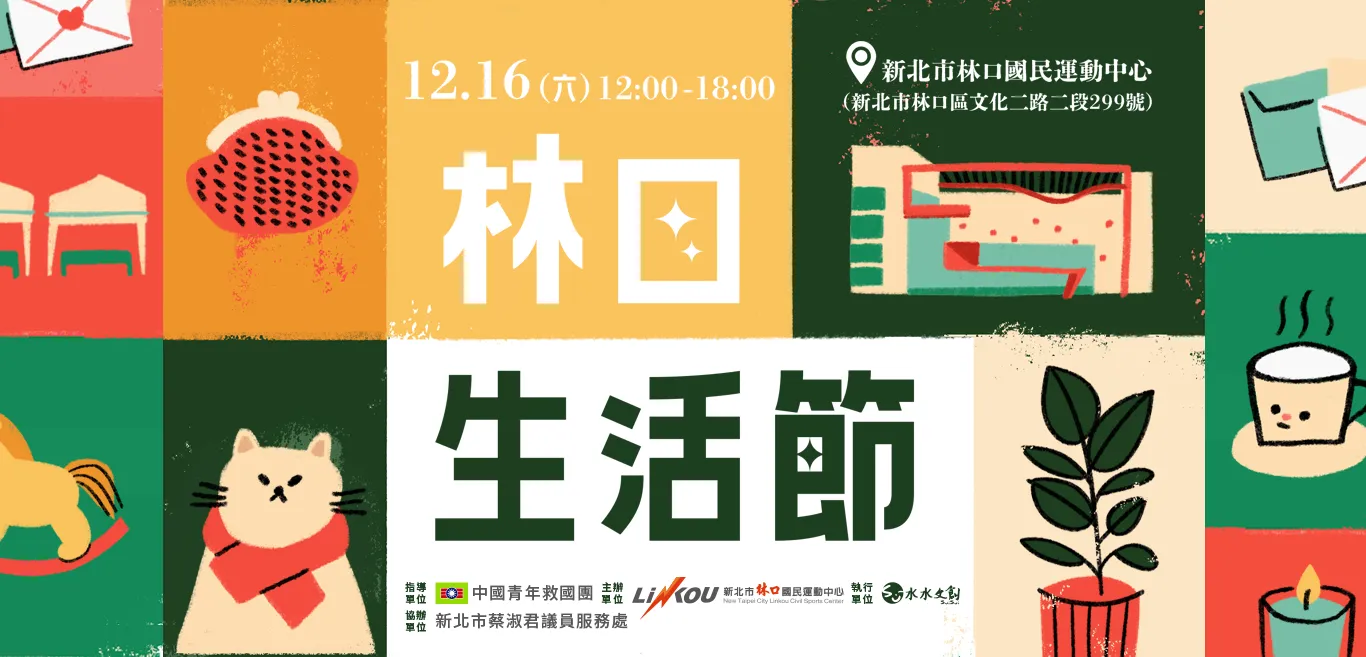 12.16(六)12:00-18:00
新北市林口國民運動中心
(新北市林口區文化二路二段299號)
林口
生活節
指導單位 中國青年救國團 主辦單位 LiNKOU 新北市林口國民運動中心 執行單位 水水文創
New Taipei City Linkou Civil Sports Center
協辦單位 新北市蔡淑君議員服務處